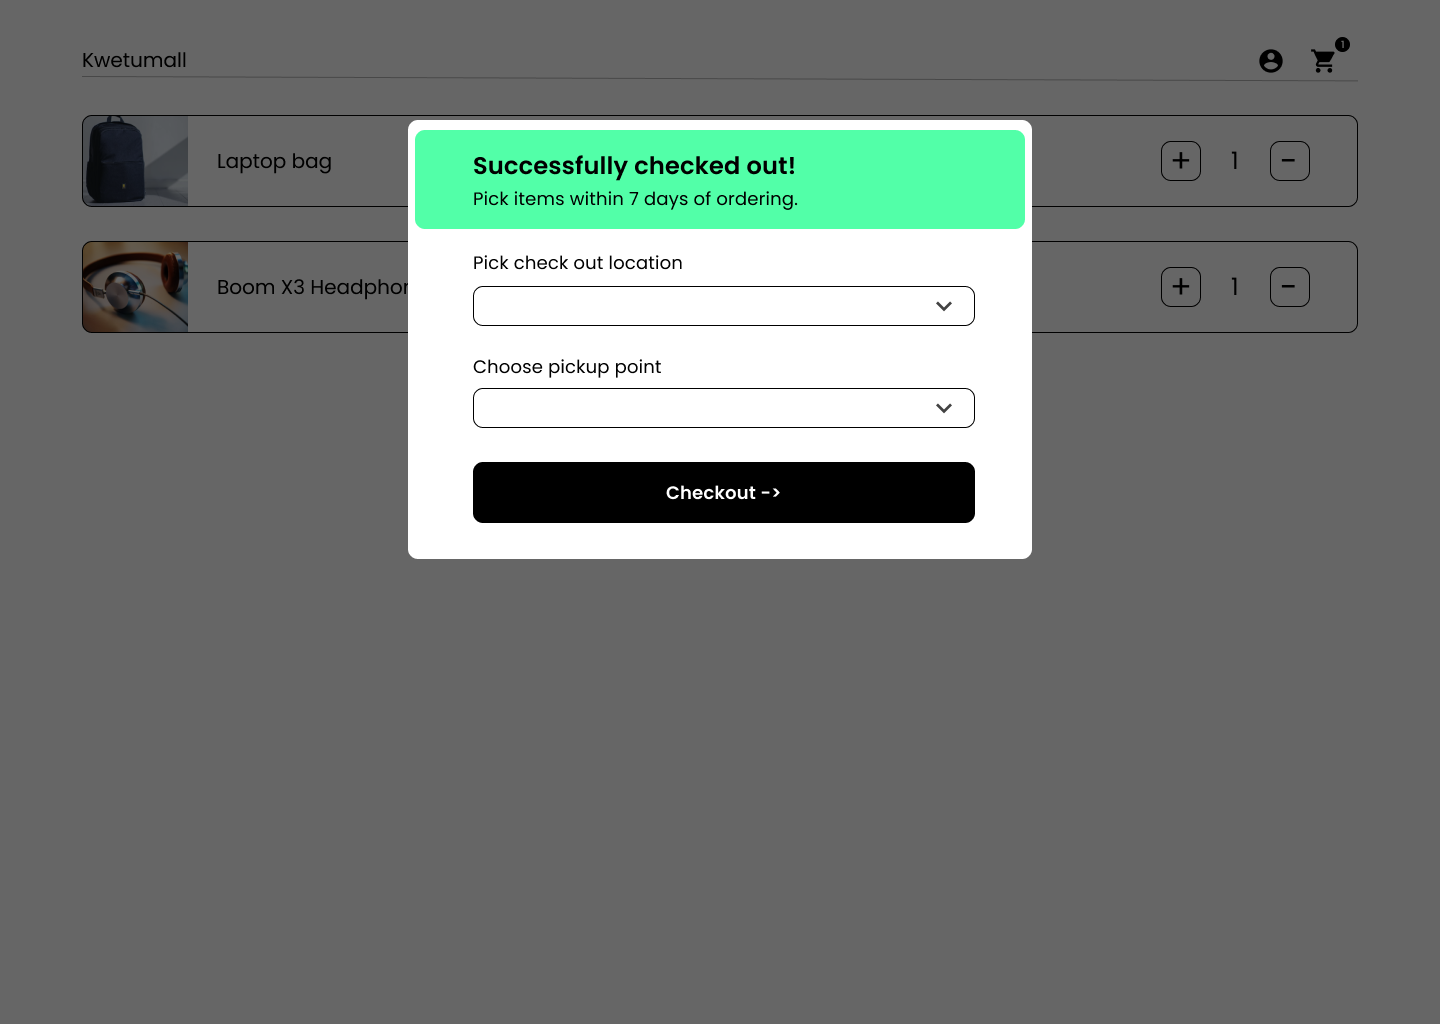 Kwetumall
1
Laptop bag
+ 1 −
Boom X3 Headphor
+ 1 −
Successfully checked out!
Pick items within 7 days of ordering.
Pick check out location
Choose pickup point
Checkout ->